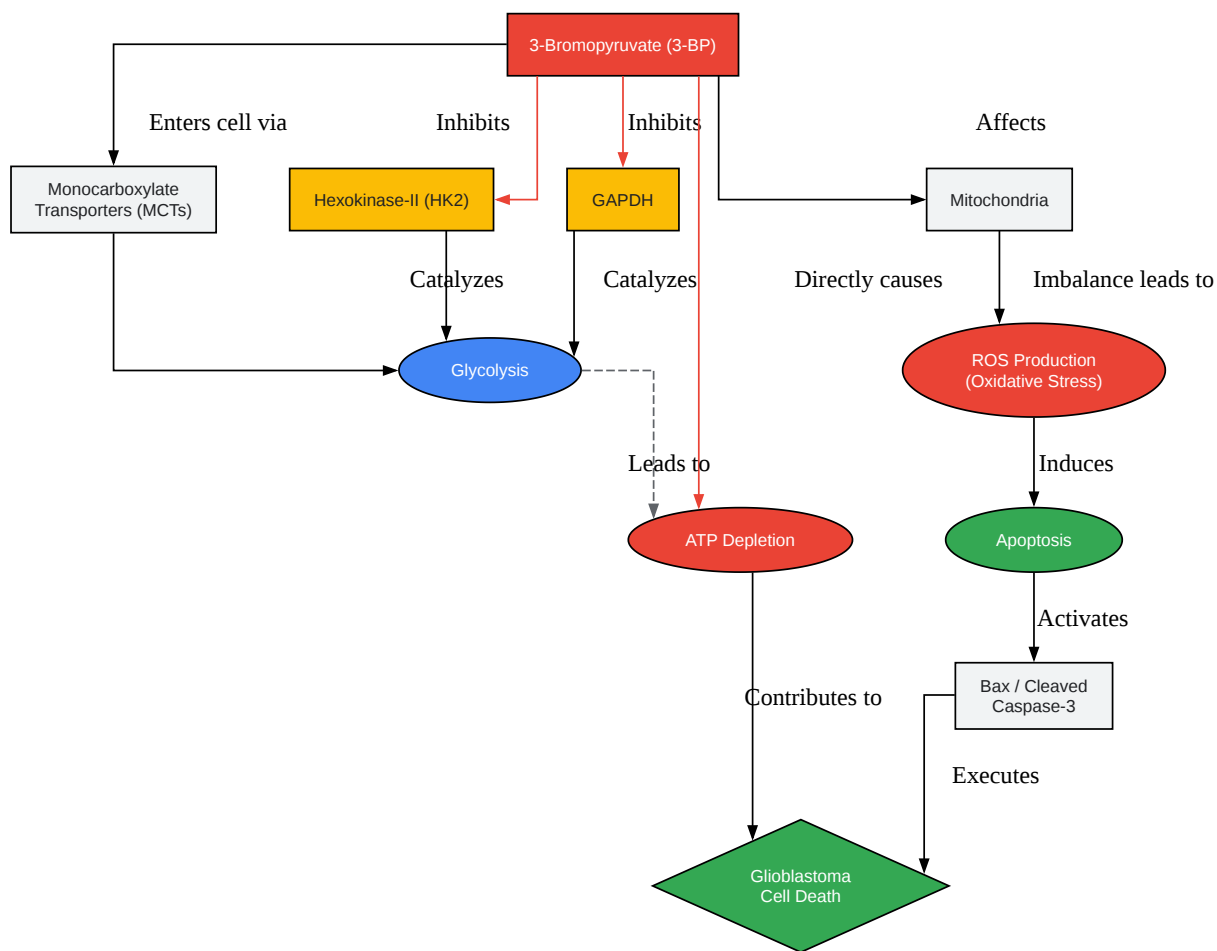 3-Bromopyruvate (3-BP)
Enters cell via
Inhibits
Inhibits
Affects
Monocarboxylate
Transporters (MCTs)
Hexokinase-II (HK2)
GAPDH
Mitochondria
Catalyzes
Catalyzes
Directly causes
Imbalance leads to
Glycolysis
ROS Production
(Oxidative Stress)
Leads to
Induces
ATP Depletion
Apoptosis
Activates
Bax / Cleaved
Caspase-3
Contributes to
Executes
Glioblastoma
Cell Death